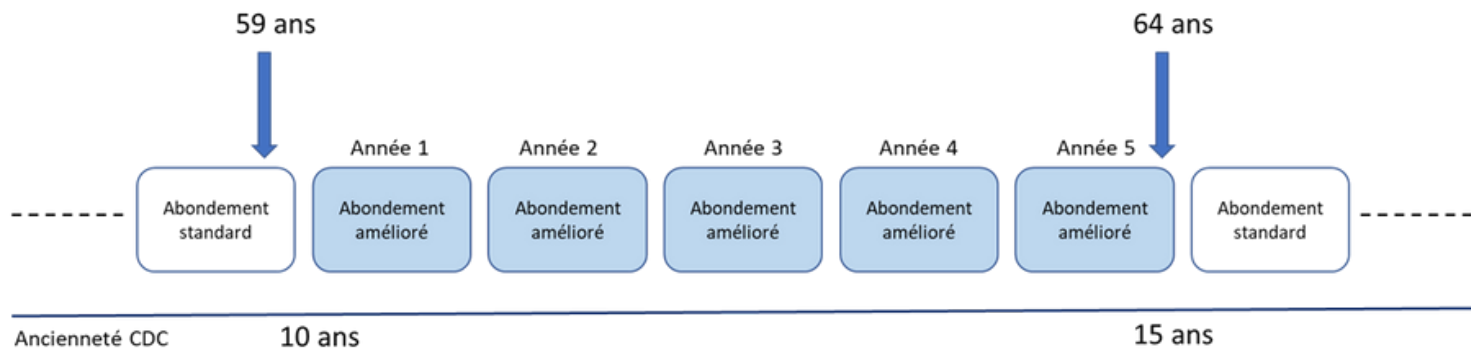 59 ans
64 ans
Année 1
Année 2
Année 3
Année 4
Année 5
Abondement
standard
Abondement
amélioré
Abondement
amélioré
Abondement
amélioré
Abondement
amélioré
Abondement
amélioré
Abondement
standard
Ancienneté CDC
10 ans
15 ans